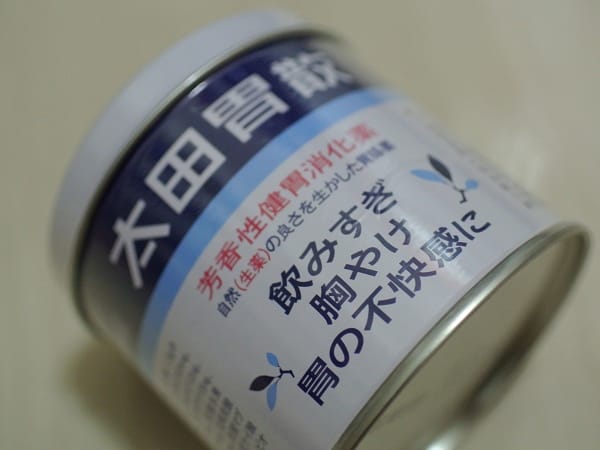 太田胃散
芳香性健胃消化薬
自然(生薬)の良さを生かした胃腸薬
飲みすぎ
胸やけ
胃の不快感に